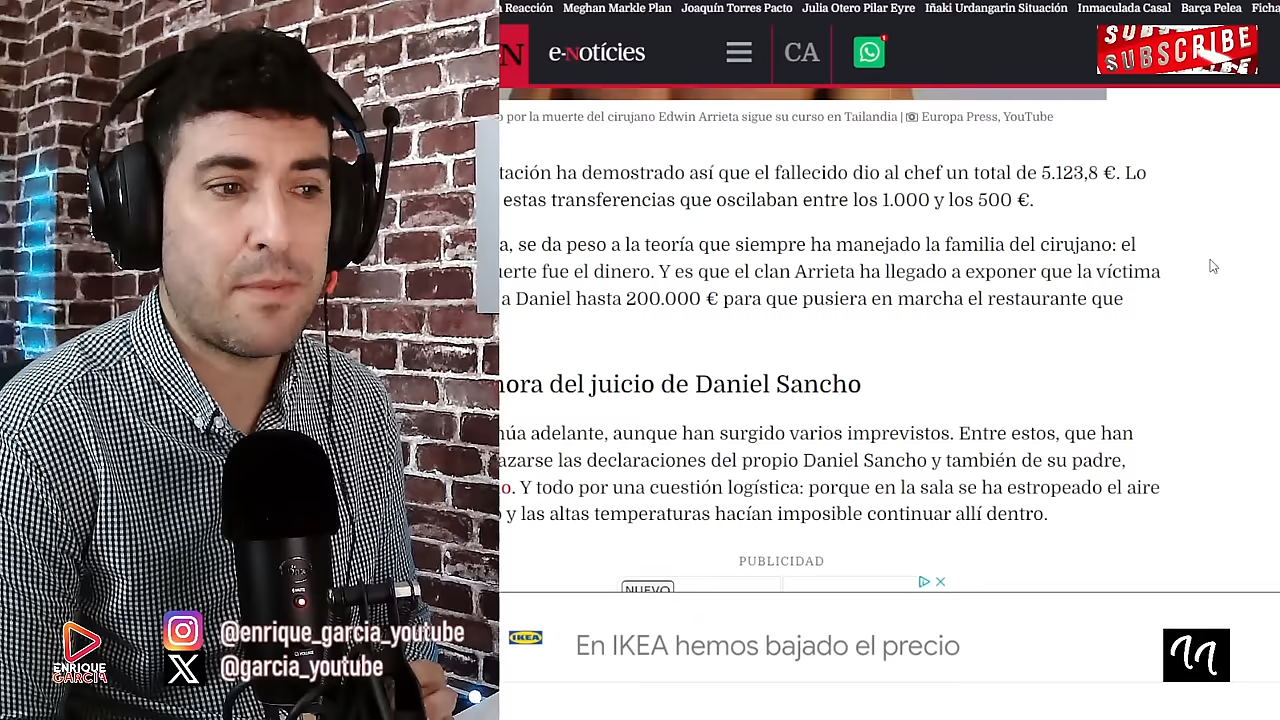 Reacción Meghan Markle Plan Joaquín Torres Pacto Julia Otero Pilar Eyre Iñaki Urdangarin Situación Inmaculada Casal Barça Pelea Ficha
N e-notícies CA 1
SUBSCRIBE
o por la muerte del cirujano Edwin Arrieta sigue su curso en Tailandia | Europa Press, YouTube
tación ha demostrado así que el fallecido dio al chef un total de 5.123,8 €. Lo
estas transferencias que oscilaban entre los 1.000 y los 500 €.
a, se da peso a la teoría que siempre ha manejado la familia del cirujano: el
uerte fue el dinero. Y es que el clan Arrieta ha llegado a exponer que la víctima
a Daniel hasta 200.000 € para que pusiera en marcha el restaurante que
hora del juicio de Daniel Sancho
núa adelante, aunque han surgido varios imprevistos. Entre estos, que han
azarse las declaraciones del propio Daniel Sancho y también de su padre,
o. Y todo por una cuestión logística: porque en la sala se ha estropeado el aire
o y las altas temperaturas hacían imposible continuar allí dentro.
PUBLICIDAD
NUEVO
IKEA En IKEA hemos bajado el precio
ENRIQUE
GARCIA
@enrique_garcia_youtube
@garcia_youtube